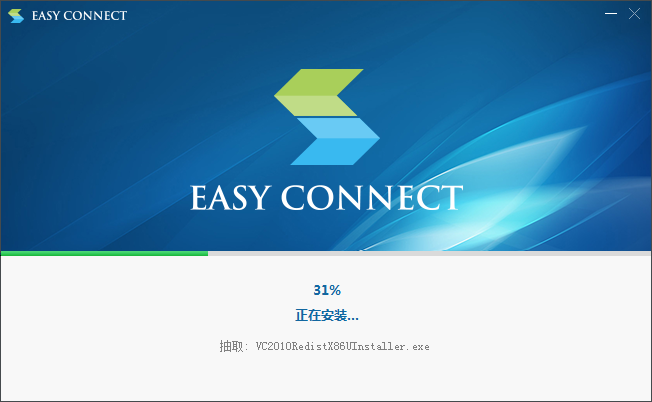 EASY CONNECT
EASY CONNECT
31%
正在安装...
抽取: VC2010RedistX86UInstaller.exe